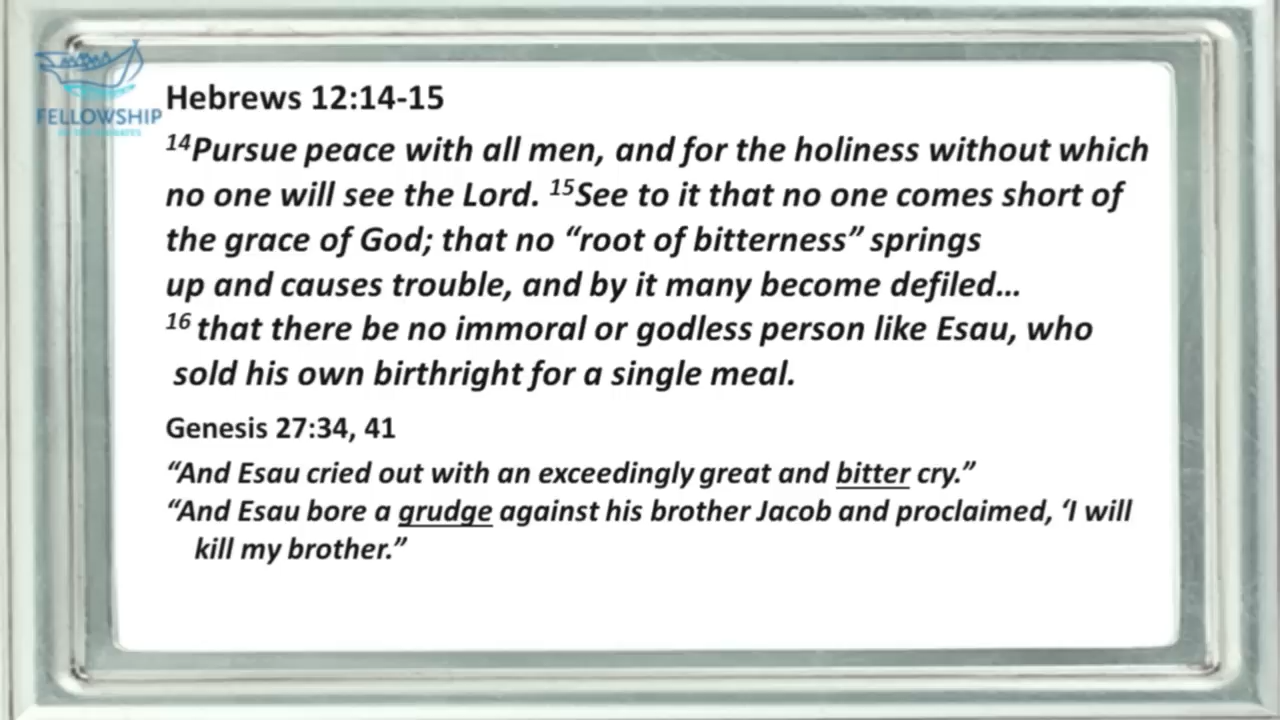 FELLOWSHIP
OF THE EMIRATES
Hebrews 12:14-15
14Pursue peace with all men, and for the holiness without which
no one will see the Lord. 15See to it that no one comes short of
the grace of God; that no “root of bitterness” springs
up and causes trouble, and by it many become defiled…
16 that there be no immoral or godless person like Esau, who
sold his own birthright for a single meal.
Genesis 27:34, 41
“And Esau cried out with an exceedingly great and bitter cry.”
“And Esau bore a grudge against his brother Jacob and proclaimed, ‘I will
kill my brother.”